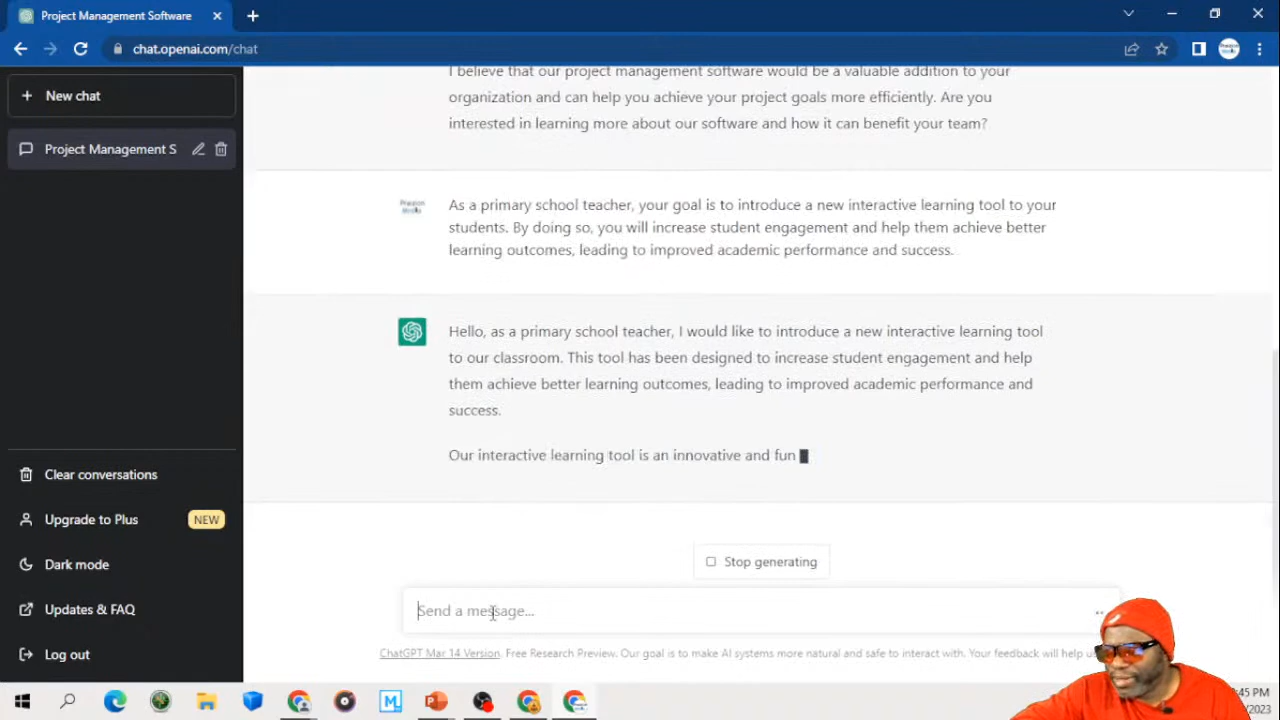 Project Management Software
chat.openai.com/chat
New chat
Project Management S
I believe that our project management software would be a valuable addition to your
organization and can help you achieve your project goals more efficiently. Are you
interested in learning more about our software and how it can benefit your team?
As a primary school teacher, your goal is to introduce a new interactive learning tool to your
students. By doing so, you will increase student engagement and help them achieve better
learning outcomes, leading to improved academic performance and success.
Hello, as a primary school teacher, I would like to introduce a new interactive learning tool
to our classroom. This tool has been designed to increase student engagement and help
them achieve better learning outcomes, leading to improved academic performance and
success.
Our interactive learning tool is an innovative and fun
Clear conversations
Upgrade to Plus NEW
Dark mode
Updates & FAQ
Log out
Stop generating
Send a message...
ChatGPT Mar 14 Version. Free Research Preview. Our goal is to make AI systems more natural and safe to interact with. Your feedback will help
:45 PM
/2023